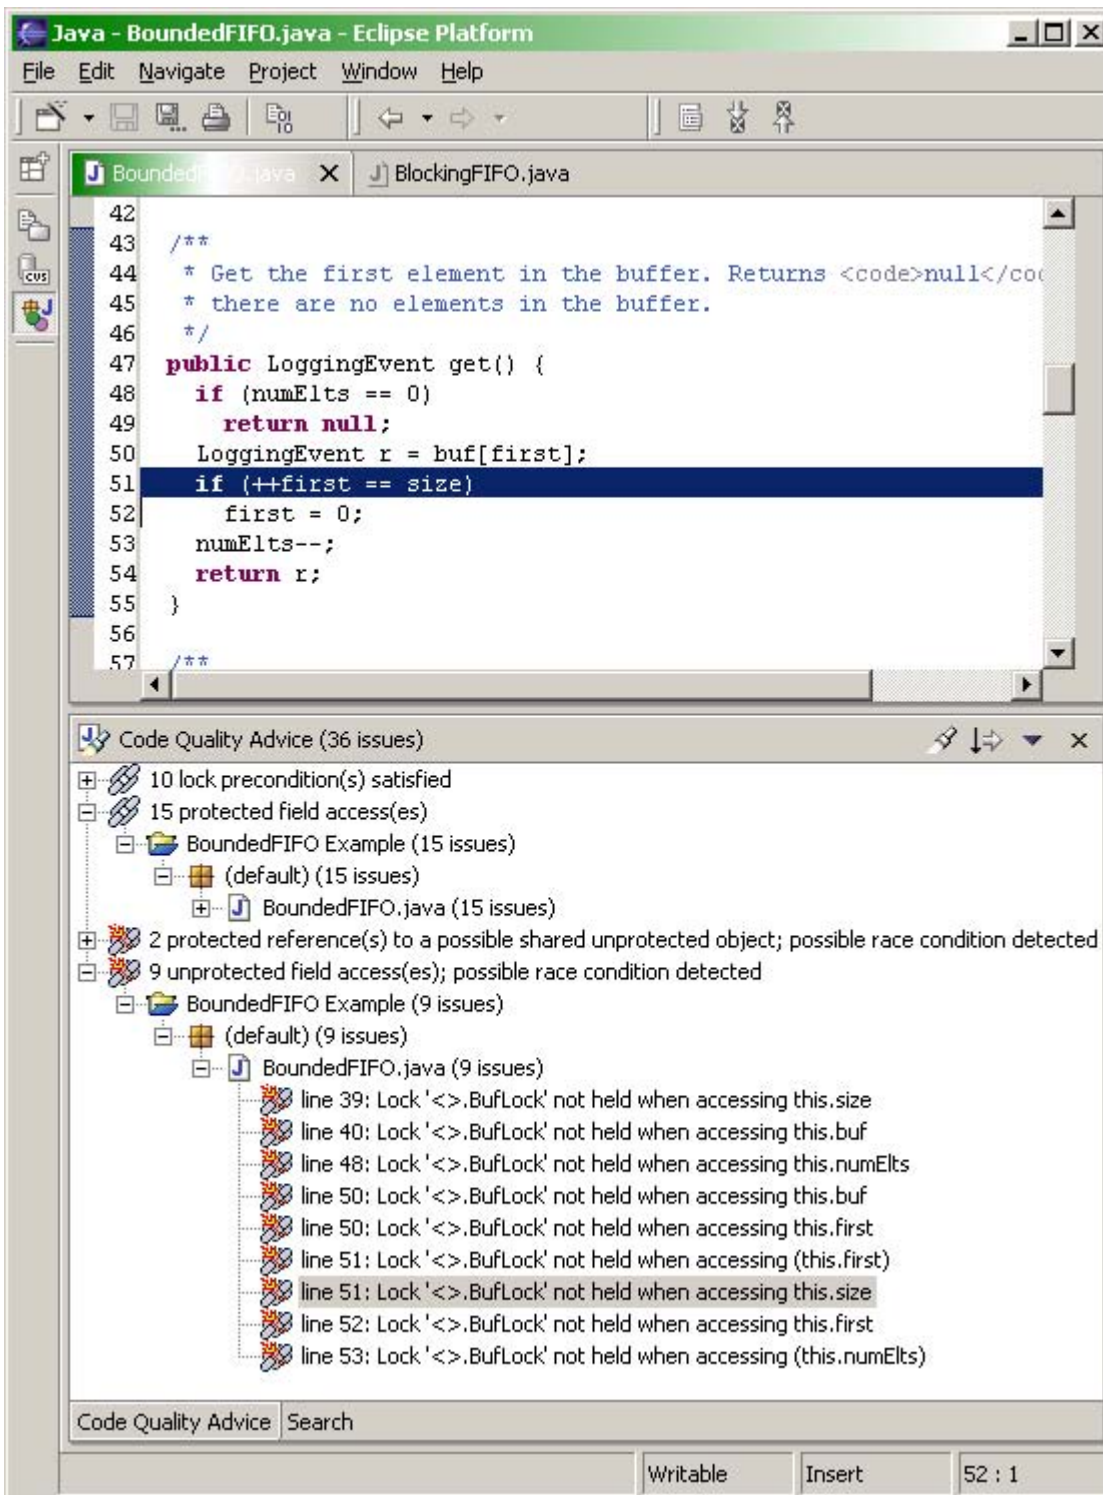 Java - BoundedFIFO.java - Eclipse Platform
File Edit Navigate Project Window Help
BoundedFIFO.java BlockingFIFO.java
42
43 /**
44 * Get the first element in the buffer. Returns <code>null</cod
45 * there are no elements in the buffer.
46 */
47 public LoggingEvent get() {
48 if (numElts == 0)
49 return null;
50 LoggingEvent r = buf[first];
51 if (++first == size)
52 first = 0;
53 numElts--;
54 return r;
55 }
56
57 /**
cvs
Code Quality Advice (36 issues)
10 lock precondition(s) satisfied
15 protected field access(es)
BoundedFIFO Example (15 issues)
(default) (15 issues)
BoundedFIFO.java (15 issues)
2 protected reference(s) to a possible shared unprotected object; possible race condition detected
9 unprotected field access(es); possible race condition detected
BoundedFIFO Example (9 issues)
(default) (9 issues)
BoundedFIFO.java (9 issues)
line 39: Lock '<>.BufLock' not held when accessing this.size
line 40: Lock '<>.BufLock' not held when accessing this.buf
line 48: Lock '<>.BufLock' not held when accessing this.numElts
line 50: Lock '<>.BufLock' not held when accessing this.buf
line 50: Lock '<>.BufLock' not held when accessing this.first
line 51: Lock '<>.BufLock' not held when accessing (this.first)
line 51: Lock '<>.BufLock' not held when accessing this.size
line 52: Lock '<>.BufLock' not held when accessing this.first
line 53: Lock '<>.BufLock' not held when accessing (this.numElts)
Code Quality Advice Search
Writable Insert 52 : 1